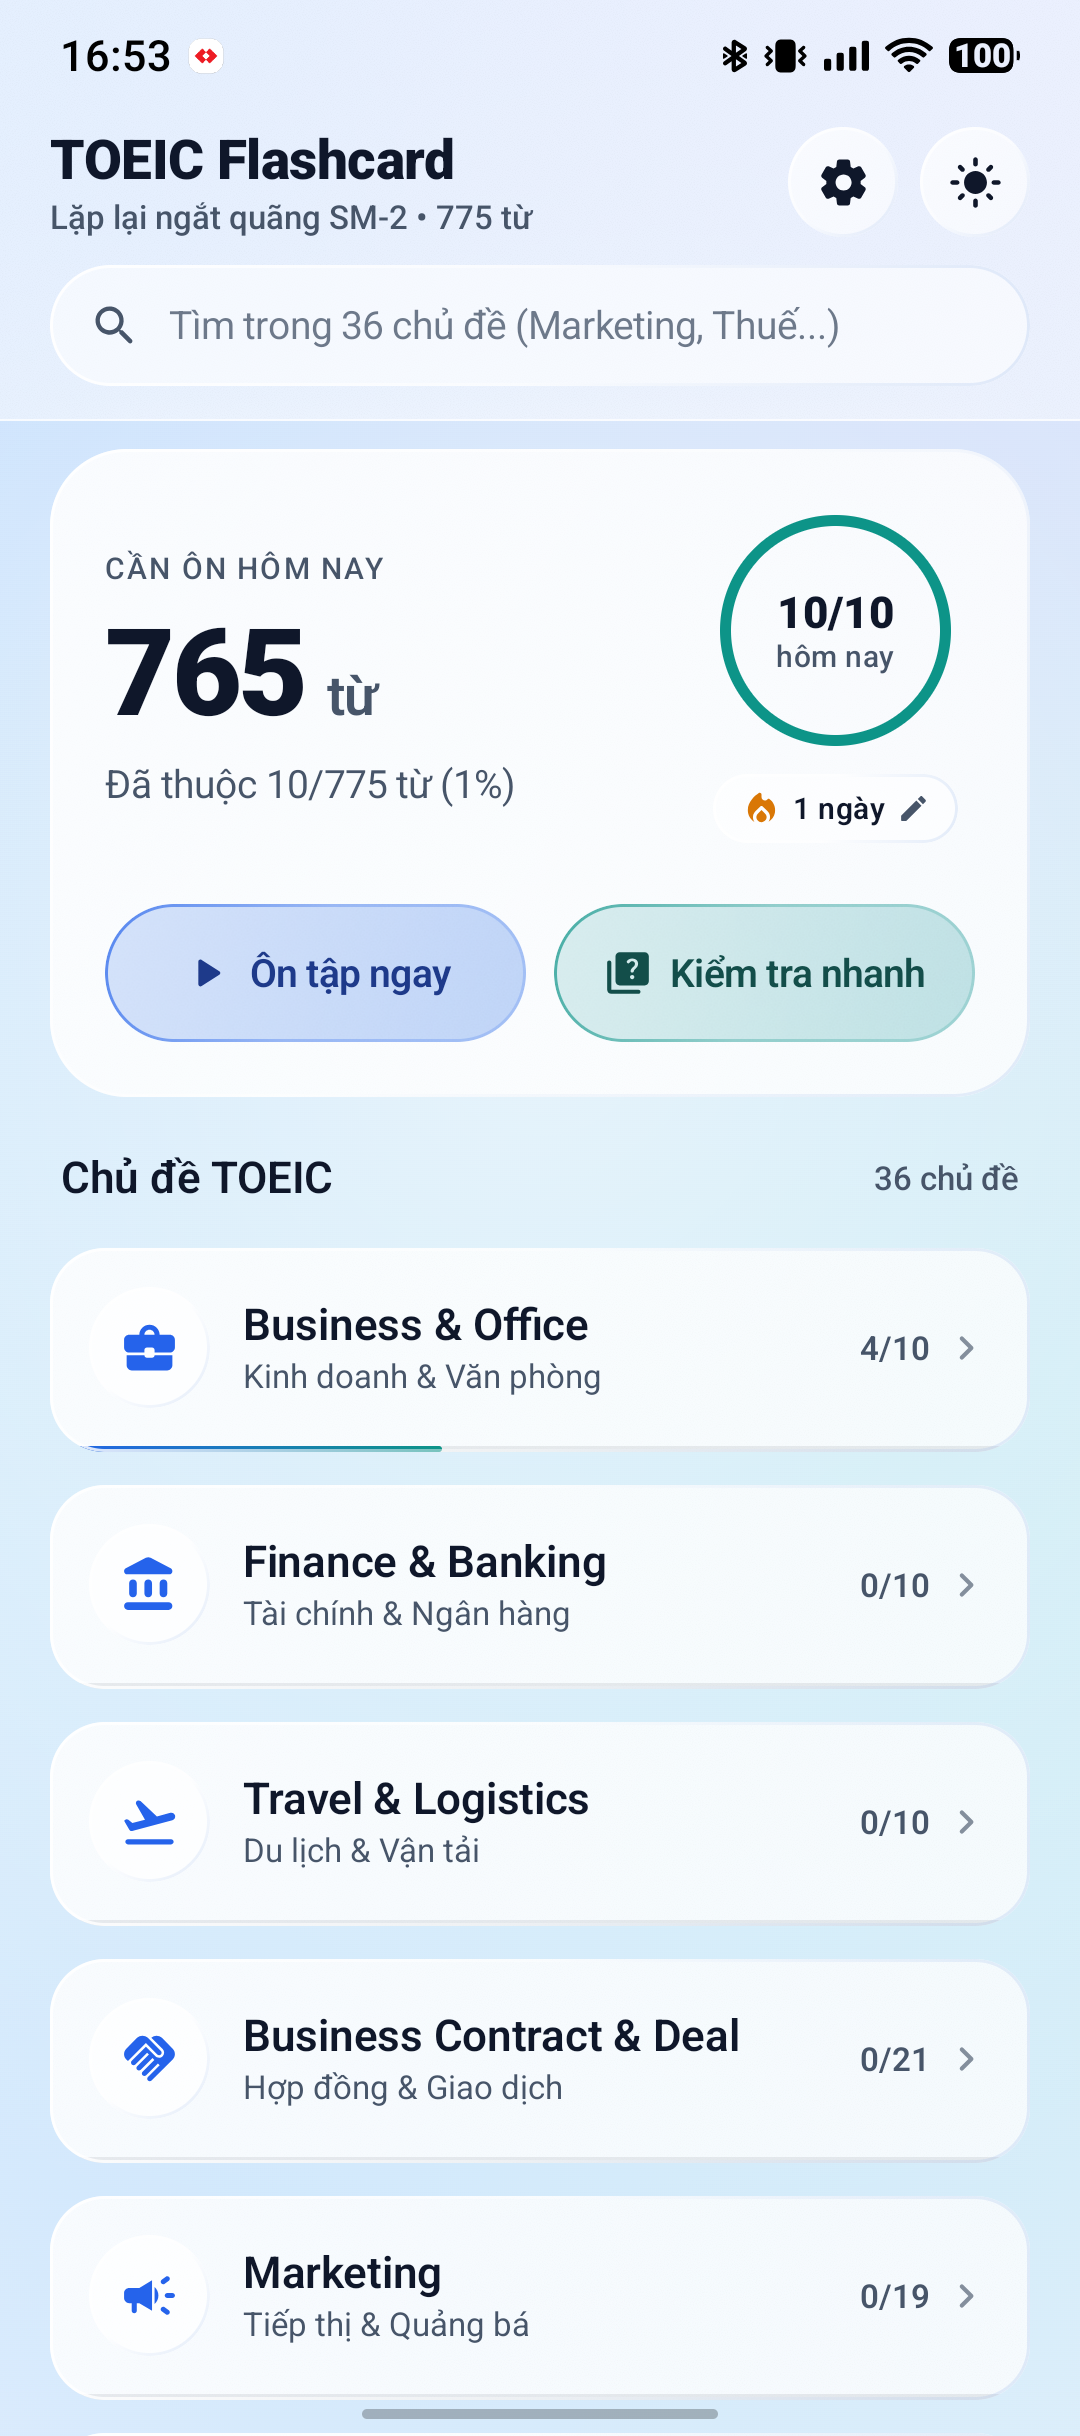 16:53
100
TOEIC Flashcard
Lặp lại ngắt quãng SM-2 • 775 từ
Tìm trong 36 chủ đề (Marketing, Thuế...)
CẦN ÔN HÔM NAY
765 từ
Đã thuộc 10/775 từ (1%)
10/10
hôm nay
1 ngày
Ôn tập ngay
Kiểm tra nhanh
Chủ đề TOEIC
36 chủ đề
Business & Office
Kinh doanh & Văn phòng
4/10
Finance & Banking
Tài chính & Ngân hàng
0/10
Travel & Logistics
Du lịch & Vận tải
0/10
Business Contract & Deal
Hợp đồng & Giao dịch
0/21
Marketing
Tiếp thị & Quảng bá
0/19